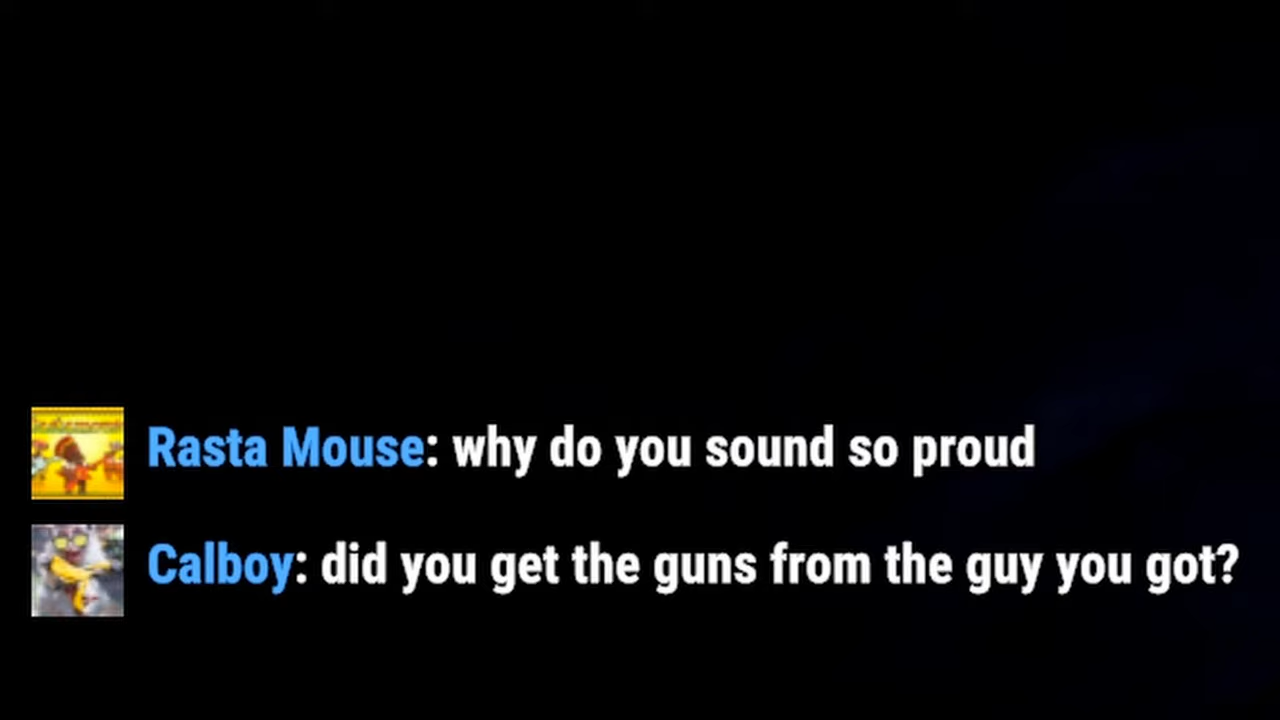 Rasta Mouse: why do you sound so proud
Calboy: did you get the guns from the guy you got?